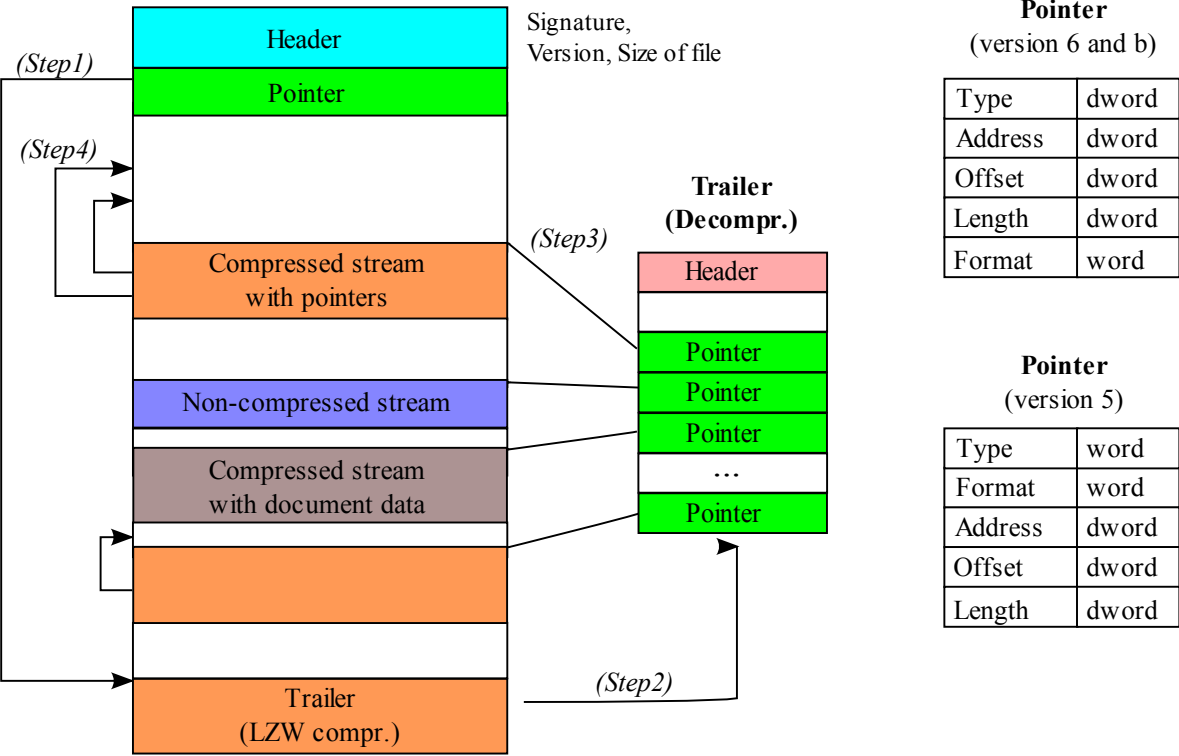 Header
Signature,
Version, Size of file
(Step1)
Pointer
(Step4)
Compressed stream
with pointers
Non-compressed stream
Compressed stream
with document data
Trailer
(LZW compr.)
(Step2)
(Step3)
Trailer
(Decompr.)
Header
Pointer
Pointer
Pointer
...
Pointer
Pointer
(version 6 and b)
Type dword
Address dword
Offset dword
Length dword
Format word
Pointer
(version 5)
Type word
Format word
Address dword
Offset dword
Length dword